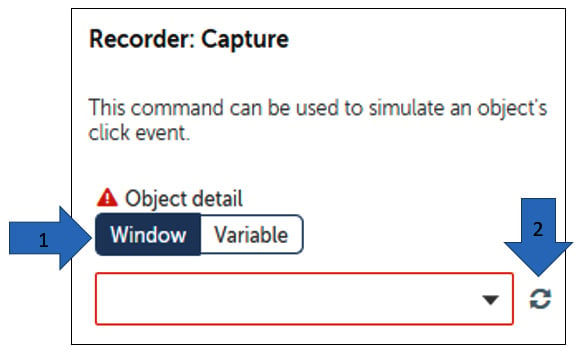 Recorder: Capture
This command can be used to simulate an object's
click event.
Object detail
1
Window Variable
2